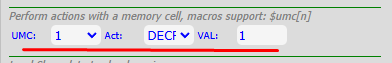 Perform actions with a memory cell, macros support: $umc[n]
UMC: 1 Act: DECR VAL: 1